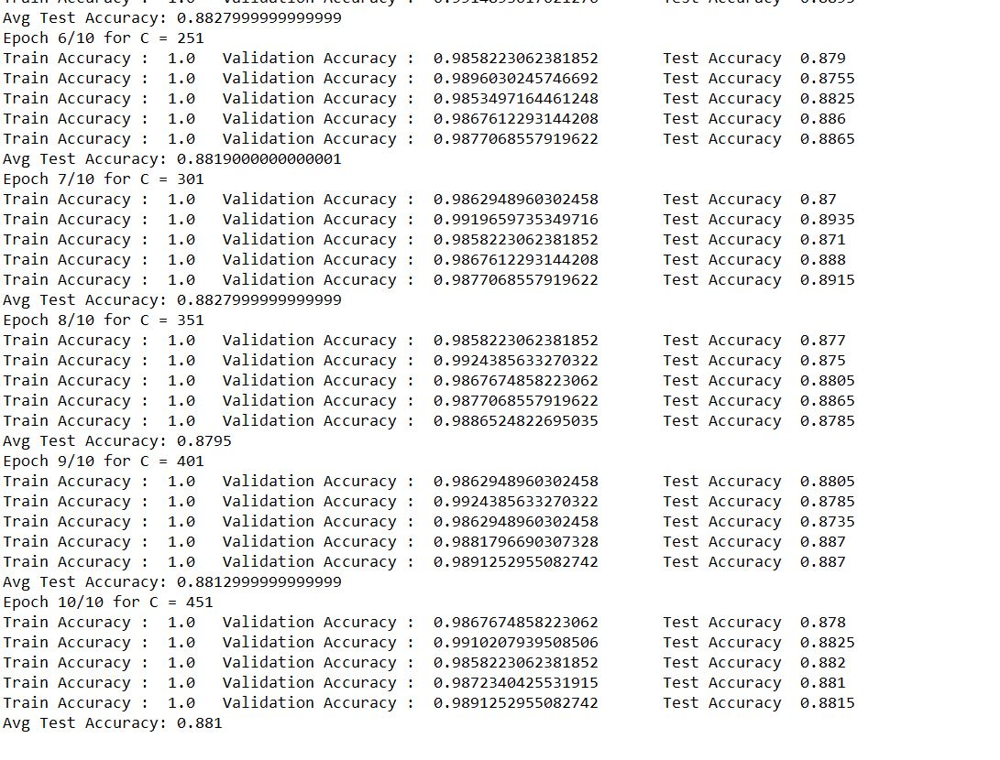 Avg Test Accuracy: 0.8827999999999999
Epoch 6/10 for C = 251
Train Accuracy :  1.0   Validation Accuracy :  0.9858223062381852       Test Accuracy  0.879
Train Accuracy :  1.0   Validation Accuracy :  0.9896030245746692       Test Accuracy  0.8755
Train Accuracy :  1.0   Validation Accuracy :  0.9853497164461248       Test Accuracy  0.8825
Train Accuracy :  1.0   Validation Accuracy :  0.9867612293144208       Test Accuracy  0.886
Train Accuracy :  1.0   Validation Accuracy :  0.9877068557919622       Test Accuracy  0.8865
Avg Test Accuracy: 0.8819000000000001
Epoch 7/10 for C = 301
Train Accuracy :  1.0   Validation Accuracy :  0.9862948960302458       Test Accuracy  0.87
Train Accuracy :  1.0   Validation Accuracy :  0.9919659735349716       Test Accuracy  0.8935
Train Accuracy :  1.0   Validation Accuracy :  0.9858223062381852       Test Accuracy  0.871
Train Accuracy :  1.0   Validation Accuracy :  0.9867612293144208       Test Accuracy  0.888
Train Accuracy :  1.0   Validation Accuracy :  0.9877068557919622       Test Accuracy  0.8915
Avg Test Accuracy: 0.8827999999999999
Epoch 8/10 for C = 351
Train Accuracy :  1.0   Validation Accuracy :  0.9858223062381852       Test Accuracy  0.877
Train Accuracy :  1.0   Validation Accuracy :  0.9924385633270322       Test Accuracy  0.875
Train Accuracy :  1.0   Validation Accuracy :  0.9867674858223062       Test Accuracy  0.8805
Train Accuracy :  1.0   Validation Accuracy :  0.9877068557919622       Test Accuracy  0.8865
Train Accuracy :  1.0   Validation Accuracy :  0.9886524822695035       Test Accuracy  0.8785
Avg Test Accuracy: 0.8795
Epoch 9/10 for C = 401
Train Accuracy :  1.0   Validation Accuracy :  0.9862948960302458       Test Accuracy  0.8805
Train Accuracy :  1.0   Validation Accuracy :  0.9924385633270322       Test Accuracy  0.8785
Train Accuracy :  1.0   Validation Accuracy :  0.9862948960302458       Test Accuracy  0.8735
Train Accuracy :  1.0   Validation Accuracy :  0.9881796690307328       Test Accuracy  0.887
Train Accuracy :  1.0   Validation Accuracy :  0.9891252955082742       Test Accuracy  0.887
Avg Test Accuracy: 0.8812999999999999
Epoch 10/10 for C = 451
Train Accuracy :  1.0   Validation Accuracy :  0.9867674858223062       Test Accuracy  0.878
Train Accuracy :  1.0   Validation Accuracy :  0.9910207939508506       Test Accuracy  0.8825
Train Accuracy :  1.0   Validation Accuracy :  0.9858223062381852       Test Accuracy  0.882
Train Accuracy :  1.0   Validation Accuracy :  0.9872340425531915       Test Accuracy  0.881
Train Accuracy :  1.0   Validation Accuracy :  0.9891252955082742       Test Accuracy  0.8815
Avg Test Accuracy: 0.881